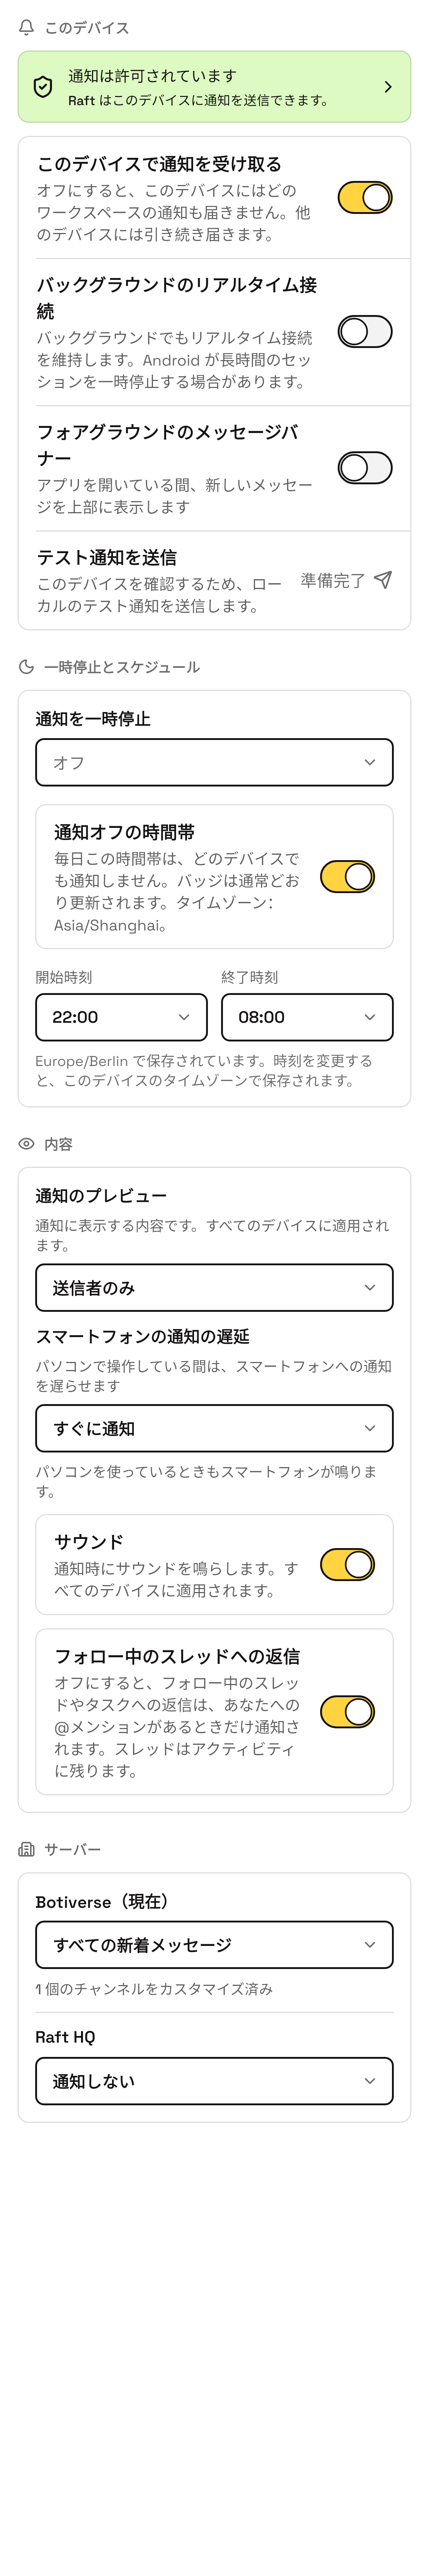 このデバイス
通知は許可されています
Raft はこのデバイスに通知を送信できます。
このデバイスで通知を受け取る
オフにすると、このデバイスにはどの
ワークスペースの通知も届きません。他
のデバイスには引き続き届きます。
バックグラウンドのリアルタイム接
続
バックグラウンドでもリアルタイム接続
を維持します。Android が長時間のセッ
ションを一時停止する場合があります。
フォアグラウンドのメッセージバ
ナー
アプリを開いている間、新しいメッセー
ジを上部に表示します
テスト通知を送信
このデバイスを確認するため、ロー
カルのテスト通知を送信します。
準備完了
一時停止とスケジュール
通知を一時停止
オフ
通知オフの時間帯
毎日この時間帯は、どのデバイスで
も通知しません。バッジは通常どお
り更新されます。タイムゾーン：
Asia/Shanghai。
開始時刻 終了時刻
22:00 08:00
Europe/Berlin で保存されています。時刻を変更する
と、このデバイスのタイムゾーンで保存されます。
内容
通知のプレビュー
通知に表示する内容です。すべてのデバイスに適用され
ます。
送信者のみ
スマートフォンの通知の遅延
パソコンで操作している間は、スマートフォンへの通知
を遅らせます
すぐに通知
パソコンを使っているときもスマートフォンが鳴りま
す。
サウンド
通知時にサウンドを鳴らします。す
べてのデバイスに適用されます。
フォロー中のスレッドへの返信
オフにすると、フォロー中のスレッ
ドやタスクへの返信は、あなたへの
@メンションがあるときだけ通知さ
れます。スレッドはアクティビティ
に残ります。
サーバー
Botiverse（現在）
すべての新着メッセージ
1 個のチャンネルをカスタマイズ済み
Raft HQ
通知しない